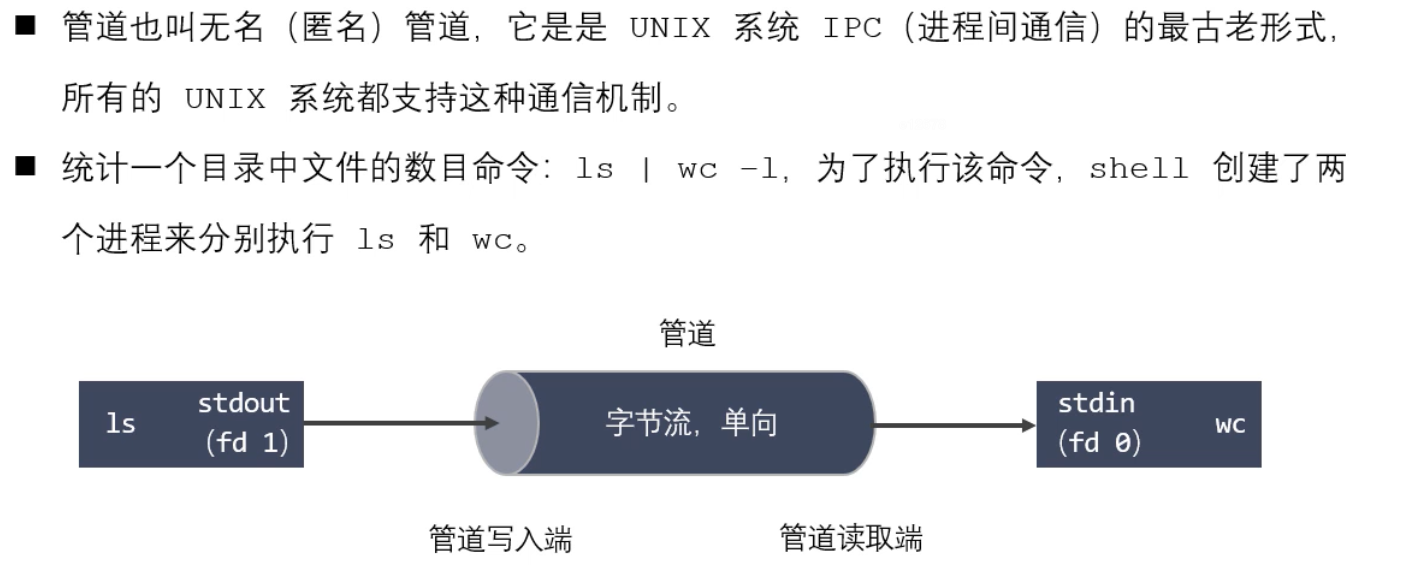 ■ 管道也叫无名（匿名）管道，它是是 UNIX 系统 IPC（进程间通信）的最古老形式，
所有的 UNIX 系统都支持这种通信机制。
■ 统计一个目录中文件的数目命令：ls | wc –l，为了执行该命令，shell 创建了两
个进程来分别执行 ls 和 wc。
管道
ls
stdout
(fd 1)
字节流，单向
stdin
(fd 0)
wc
管道写入端
管道读取端